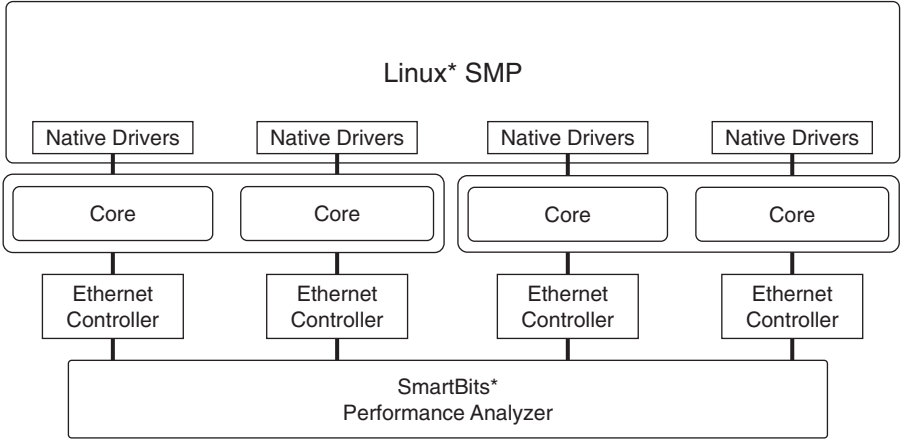 Linux* SMP
Native Drivers
Native Drivers
Native Drivers
Native Drivers
Core
Core
Core
Core
Ethernet
Controller
Ethernet
Controller
Ethernet
Controller
Ethernet
Controller
SmartBits*
Performance Analyzer